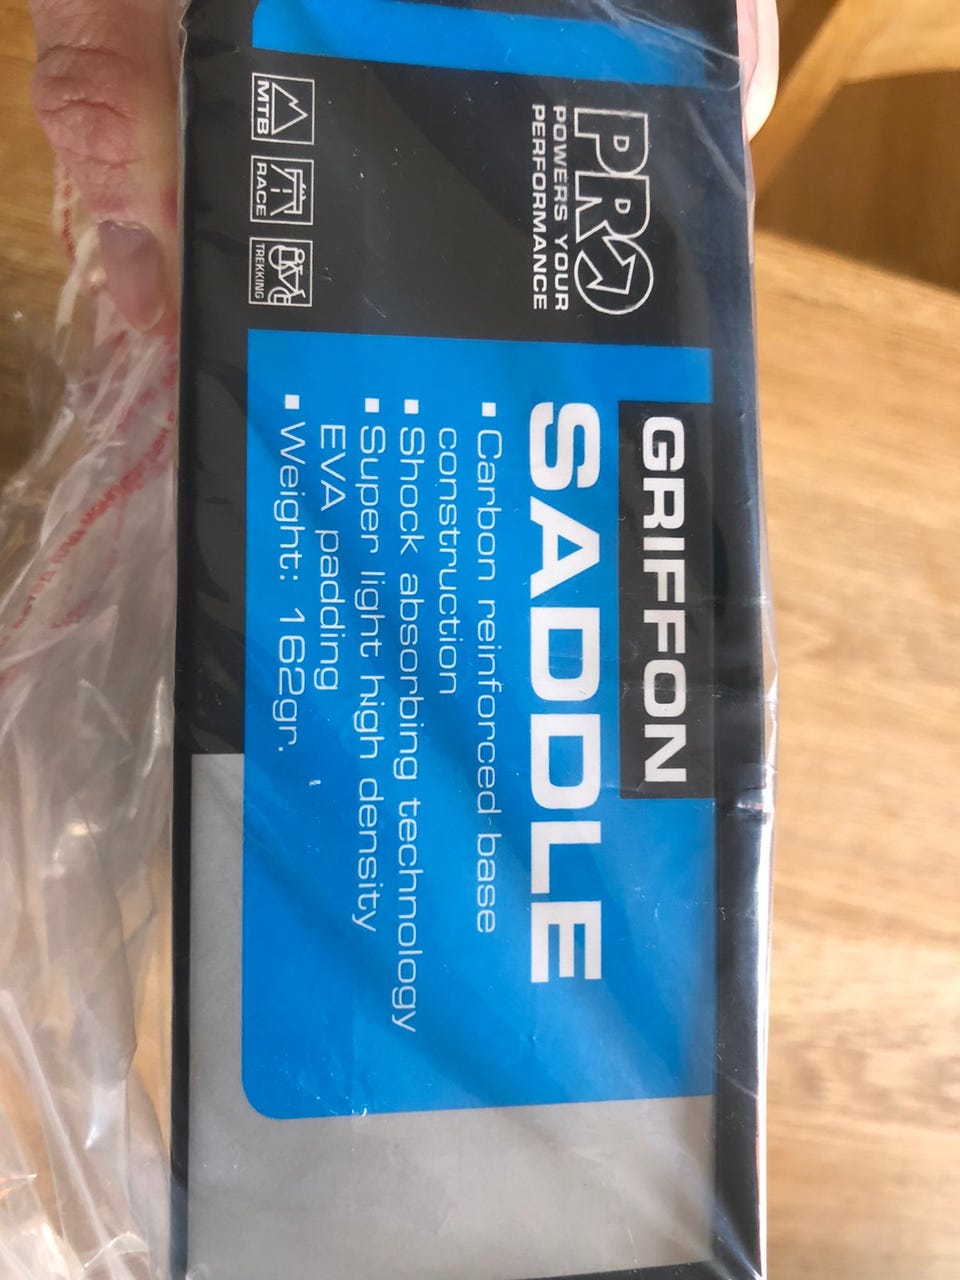 PRO
POWERS YOUR
PERFORMANCE
MTB
RACE
TREKKING
GRIFFON
SADDLE
▪ Carbon reinforced base
construction
▪ Shock absorbing technology
▪ Super light high density
EVA padding
▪ Weight: 162gr.